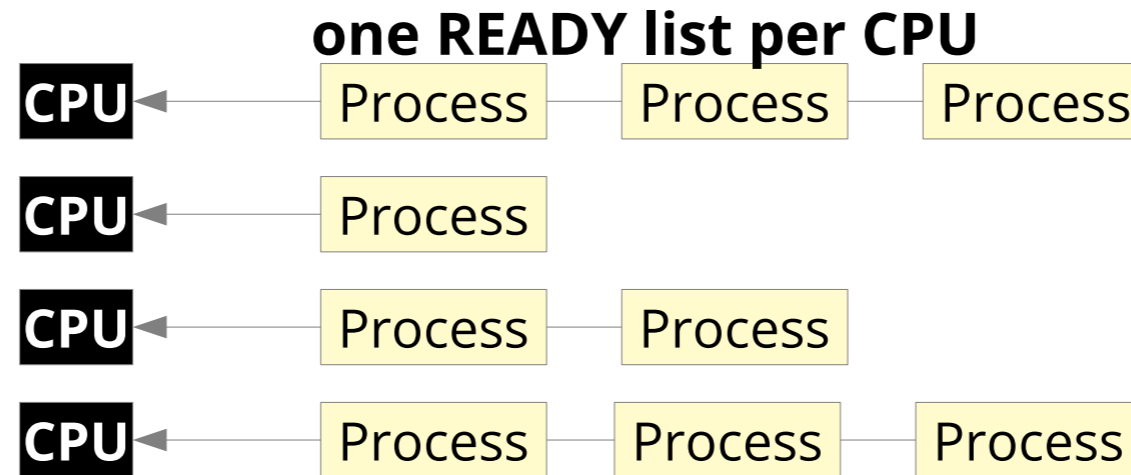 one READY list per CPU
CPU Process Process Process
CPU Process
CPU Process Process
CPU Process Process Process